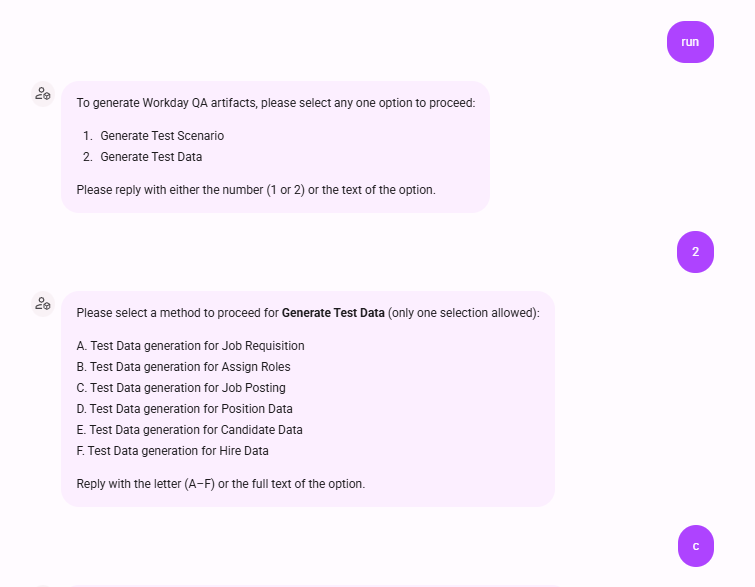 run
To generate Workday QA artifacts, please select any one option to proceed:
1. Generate Test Scenario
2. Generate Test Data
Please reply with either the number (1 or 2) or the text of the option.
2
Please select a method to proceed for Generate Test Data (only one selection allowed):
A. Test Data generation for Job Requisition
B. Test Data generation for Assign Roles
C. Test Data generation for Job Posting
D. Test Data generation for Position Data
E. Test Data generation for Candidate Data
F. Test Data generation for Hire Data
Reply with the letter (A–F) or the full text of the option.
c